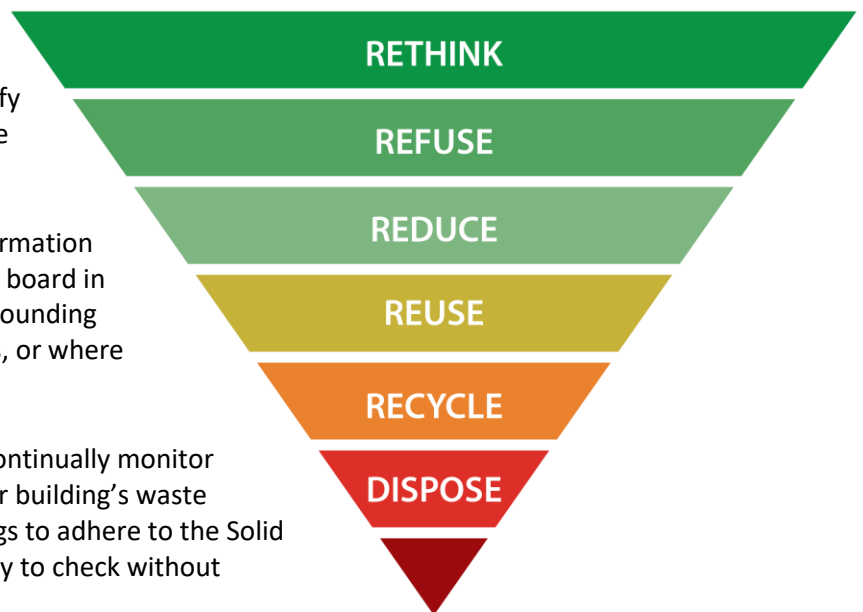 RETHINK
REFUSE
REDUCE
REUSE
RECYCLE
DISPOSE
fy
e
rmation
board in
ounding
, or where
ontinually monitor
r building’s waste
gs to adhere to the Solid
y to check without